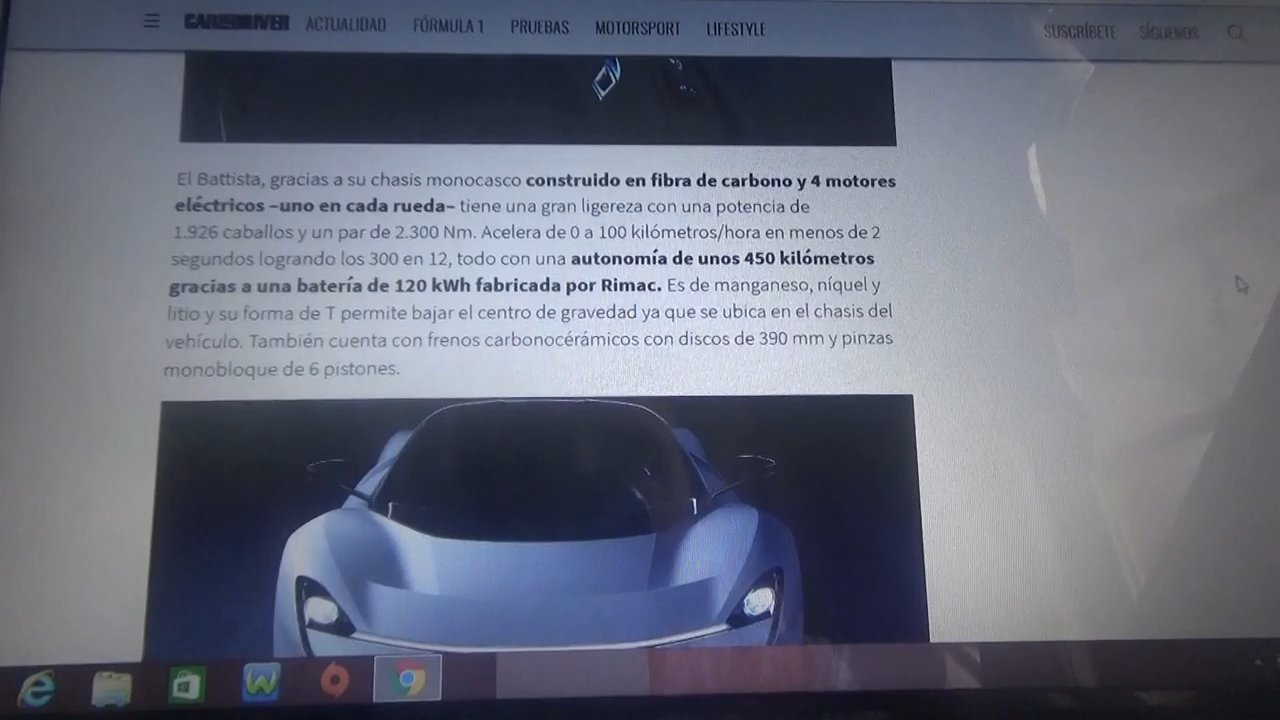 CAR AND DRIVER ACTUALIDAD FÓRMULA 1 PRUEBAS MOTORSPORT LIFESTYLE SUSCRÍBETE SÍGUENOS
El Battista, gracias a su chasis monocasco construido en fibra de carbono y 4 motores
eléctricos –uno en cada rueda– tiene una gran ligereza con una potencia de
1.926 caballos y un par de 2.300 Nm. Acelera de 0 a 100 kilómetros/hora en menos de 2
segundos logrando los 300 en 12, todo con una autonomía de unos 450 kilómetros
gracias a una batería de 120 kWh fabricada por Rimac. Es de manganeso, níquel y
litio y su forma de T permite bajar el centro de gravedad ya que se ubica en el chasis del
vehículo. También cuenta con frenos carbonocérámicos con discos de 390 mm y pinzas
monobloque de 6 pistones.